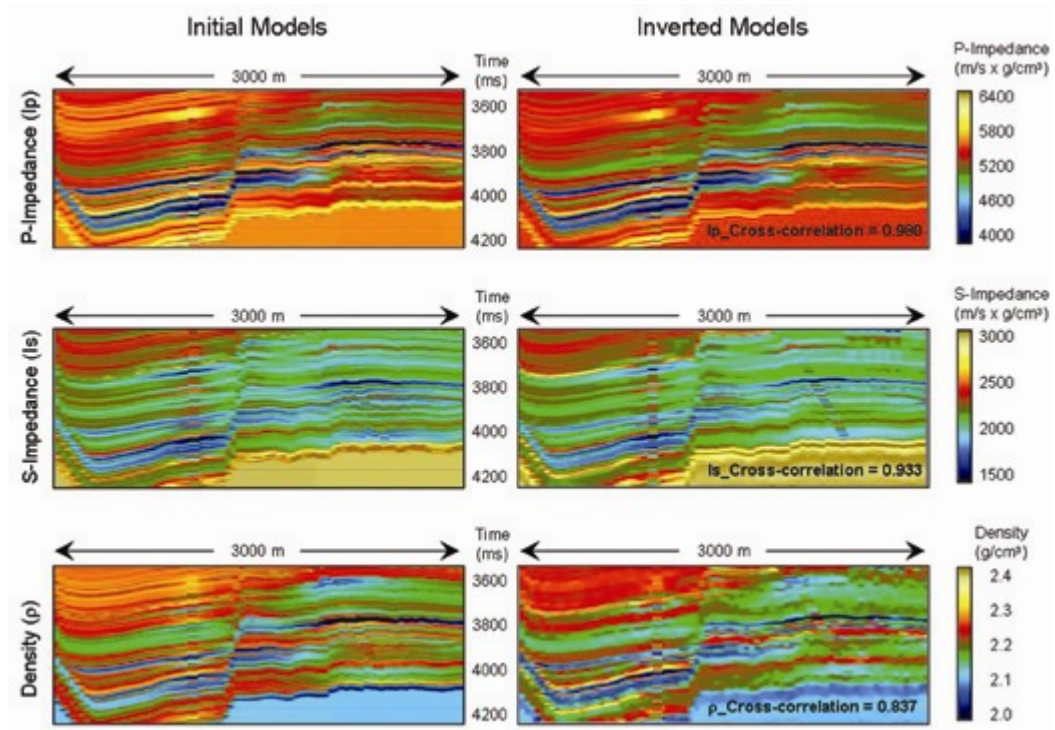 Initial Models
Inverted Models
P-Impedance (Ip)
3000 m
Time
(ms)
3600
3800
4000
4200
3000 m
Ip_Cross-correlation = 0.980
P-Impedance
(m/s x g/cm³)
6400
5800
5200
4600
4000
S-Impedance (Is)
3000 m
Time
(ms)
3600
3800
4000
4200
3000 m
Is_Cross-correlation = 0.933
S-Impedance
(m/s x g/cm³)
3000
2500
2000
1500
Density (ρ)
3000 m
Time
(ms)
3600
3800
4000
4200
3000 m
ρ_Cross-correlation = 0.837
Density
(g/cm³)
2.4
2.3
2.2
2.1
2.0